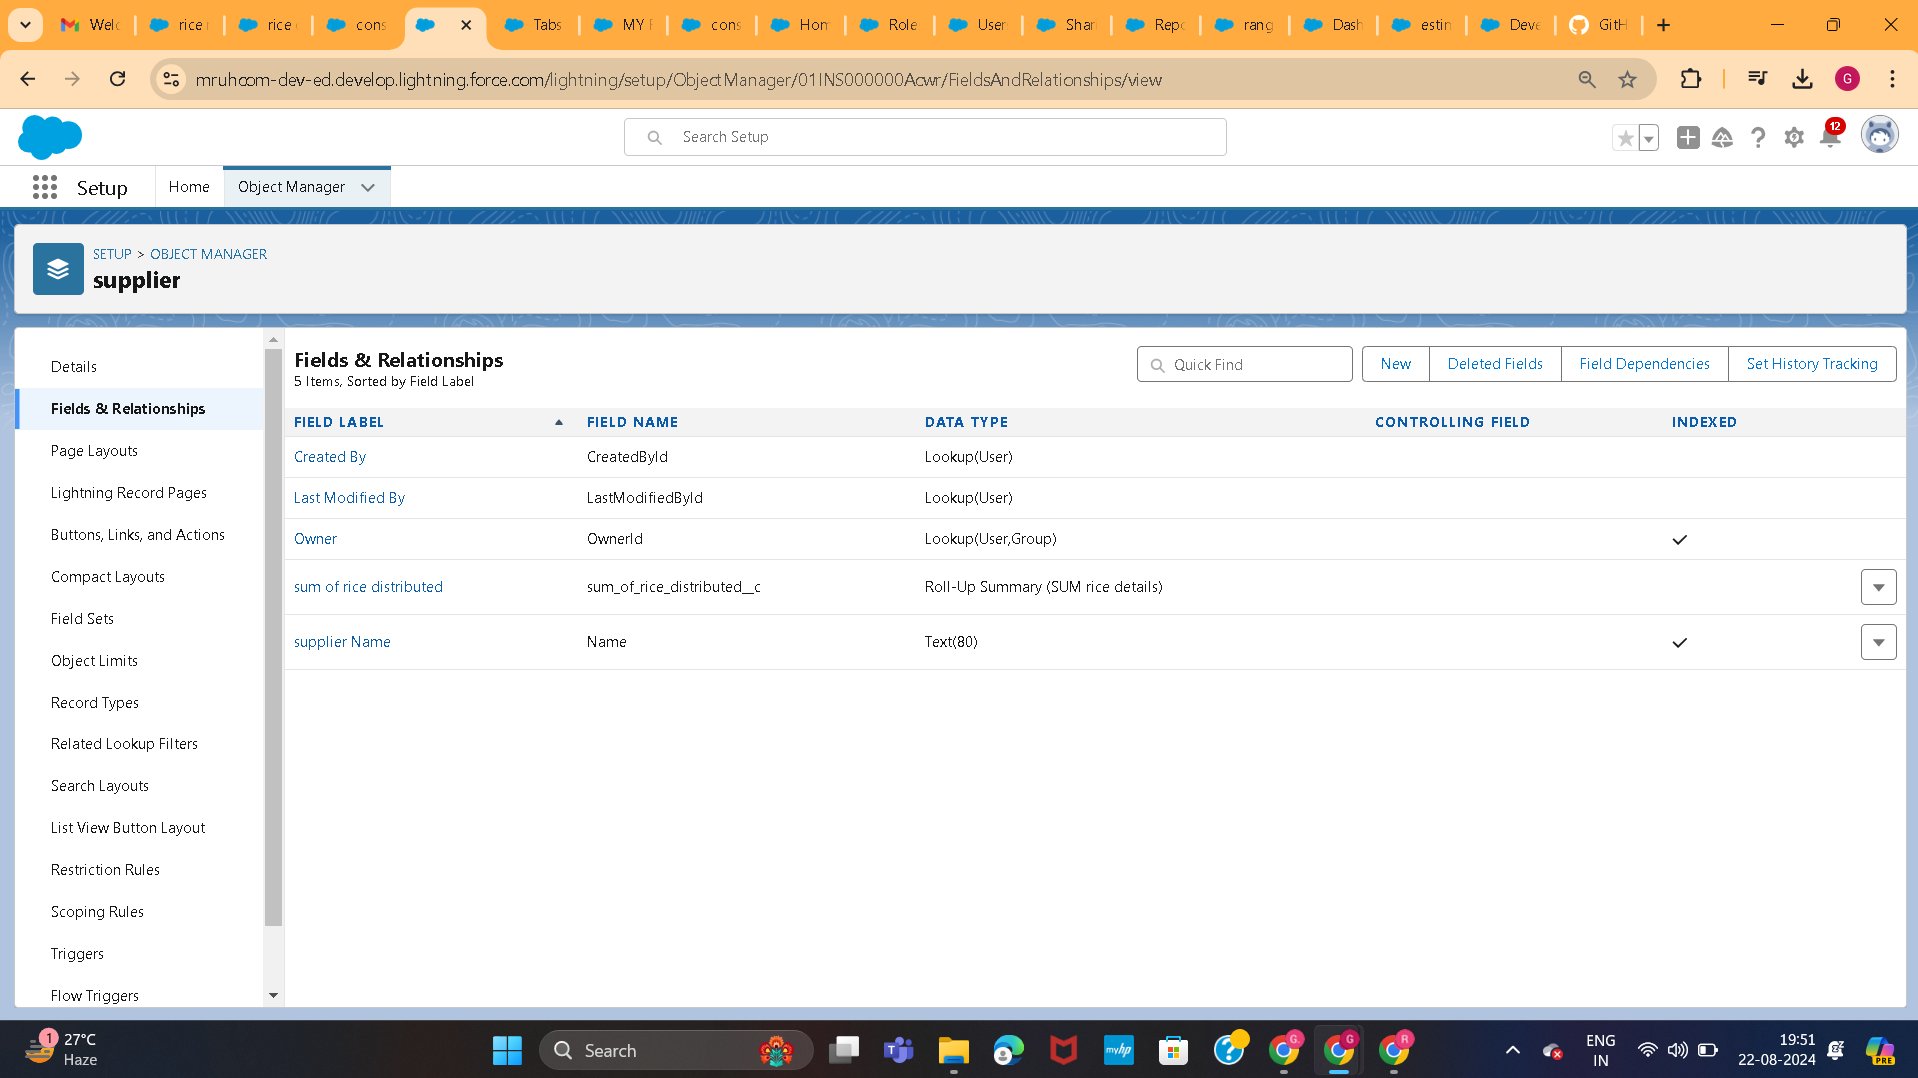 Welc
rice
rice
cons
Tabs
MY
cons
Hom
Role
User
Shar
Repo
rang
Dash
estin
Deve
GitH
mruhcom-dev-ed.develop.lightning.force.com/lightning/setup/ObjectManager/01INS000000Acwr/FieldsAndRelationships/view
G
Search Setup
12
Setup
Home
Object Manager
SETUP > OBJECT MANAGER
supplier
Details
Fields & Relationships
Page Layouts
Lightning Record Pages
Buttons, Links, and Actions
Compact Layouts
Field Sets
Object Limits
Record Types
Related Lookup Filters
Search Layouts
List View Button Layout
Restriction Rules
Scoping Rules
Triggers
Flow Triggers
Fields & Relationships
5 Items, Sorted by Field Label
Quick Find
New
Deleted Fields
Field Dependencies
Set History Tracking
FIELD LABEL FIELD NAME DATA TYPE CONTROLLING FIELD INDEXED
Created By CreatedById Lookup(User)
Last Modified By LastModifiedById Lookup(User)
Owner OwnerId Lookup(User,Group)
sum of rice distributed sum_of_rice_distributed__c Roll-Up Summary (SUM rice details)
supplier Name Name Text(80)
1
27°C
Haze
Search
myhp
G
G
R
ENG
IN
19:51
22-08-2024
PRE